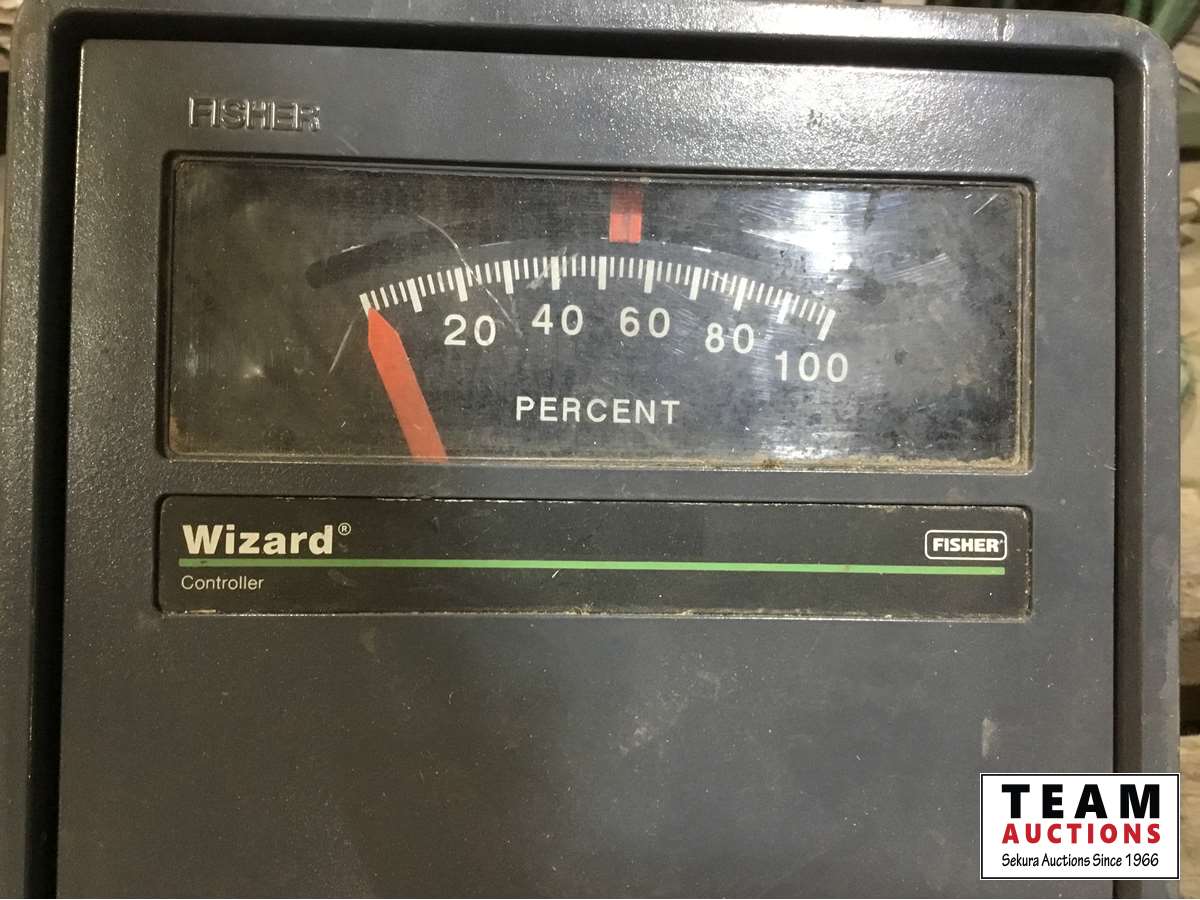 FISHER
20 40 60 80 100
PERCENT
Wizard®
FISHER
Controller
TEAM
AUCTIONS
Sekura Auctions Since 1966